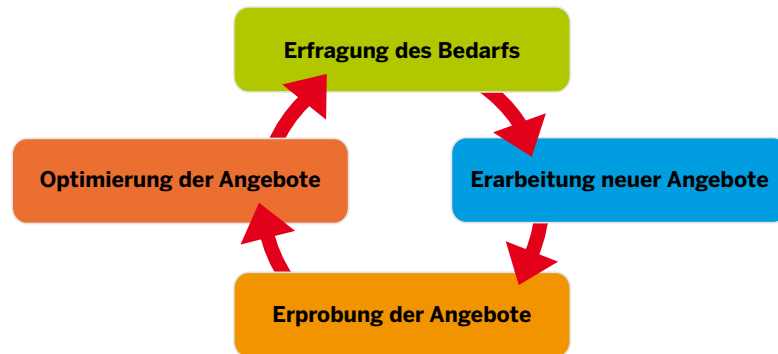 Erfragung des Bedarfs
Optimierung der Angebote
Erarbeitung neuer Angebote
Erprobung der Angebote